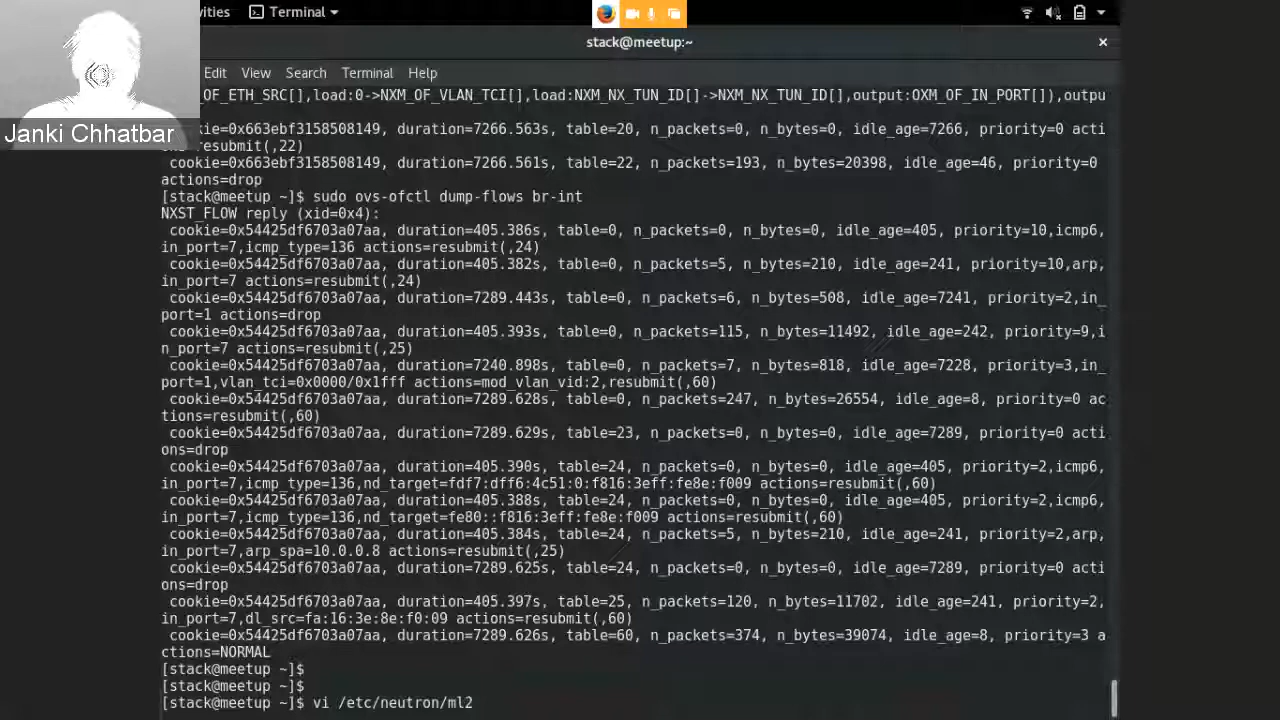 vities Terminal
stack@meetup:~
Edit View Search Terminal Help
_OF_ETH_SRC[],load:0->NXM_OF_VLAN_TCI[],load:NXM_NX_TUN_ID[]->NXM_NX_TUN_ID[],output:OXM_OF_IN_PORT[]),outpu
Janki Chhatbar
kie=0x663ebf3158508149, duration=7266.563s, table=20, n_packets=0, n_bytes=0, idle_age=7266, priority=0 acti
resubmit(,22)
cookie=0x663ebf3158508149, duration=7266.561s, table=22, n_packets=193, n_bytes=20398, idle_age=46, priority=0
actions=drop
[stack@meetup ~]$ sudo ovs-ofctl dump-flows br-int
NXST_FLOW reply (xid=0x4):
cookie=0x54425df6703a07aa, duration=405.386s, table=0, n_packets=0, n_bytes=0, idle_age=405, priority=10,icmp6,
in_port=7,icmp_type=136 actions=resubmit(,24)
cookie=0x54425df6703a07aa, duration=405.382s, table=0, n_packets=5, n_bytes=210, idle_age=241, priority=10,arp,
in_port=7 actions=resubmit(,24)
cookie=0x54425df6703a07aa, duration=7289.443s, table=0, n_packets=6, n_bytes=508, idle_age=7241, priority=2,in_
port=1 actions=drop
cookie=0x54425df6703a07aa, duration=405.393s, table=0, n_packets=115, n_bytes=11492, idle_age=242, priority=9,i
n_port=7 actions=resubmit(,25)
cookie=0x54425df6703a07aa, duration=7240.898s, table=0, n_packets=7, n_bytes=818, idle_age=7228, priority=3,in_
port=1,vlan_tci=0x0000/0x1fff actions=mod_vlan_vid:2,resubmit(,60)
cookie=0x54425df6703a07aa, duration=7289.628s, table=0, n_packets=247, n_bytes=26554, idle_age=8, priority=0 ac
tions=resubmit(,60)
cookie=0x54425df6703a07aa, duration=7289.629s, table=23, n_packets=0, n_bytes=0, idle_age=7289, priority=0 acti
ons=drop
cookie=0x54425df6703a07aa, duration=405.390s, table=24, n_packets=0, n_bytes=0, idle_age=405, priority=2,icmp6,
in_port=7,icmp_type=136,nd_target=fdf7:dff6:4c51:0:f816:3eff:fe8e:f009 actions=resubmit(,60)
cookie=0x54425df6703a07aa, duration=405.388s, table=24, n_packets=0, n_bytes=0, idle_age=405, priority=2,icmp6,
in_port=7,icmp_type=136,nd_target=fe80::f816:3eff:fe8e:f009 actions=resubmit(,60)
cookie=0x54425df6703a07aa, duration=405.384s, table=24, n_packets=5, n_bytes=210, idle_age=241, priority=2,arp,
in_port=7,arp_spa=10.0.0.8 actions=resubmit(,25)
cookie=0x54425df6703a07aa, duration=7289.625s, table=24, n_packets=0, n_bytes=0, idle_age=7289, priority=0 acti
ons=drop
cookie=0x54425df6703a07aa, duration=405.397s, table=25, n_packets=120, n_bytes=11702, idle_age=241, priority=2,
in_port=7,dl_src=fa:16:3e:8e:f0:09 actions=resubmit(,60)
cookie=0x54425df6703a07aa, duration=7289.626s, table=60, n_packets=374, n_bytes=39074, idle_age=8, priority=3 a
ctions=NORMAL
[stack@meetup ~]$
[stack@meetup ~]$
[stack@meetup ~]$ vi /etc/neutron/ml2